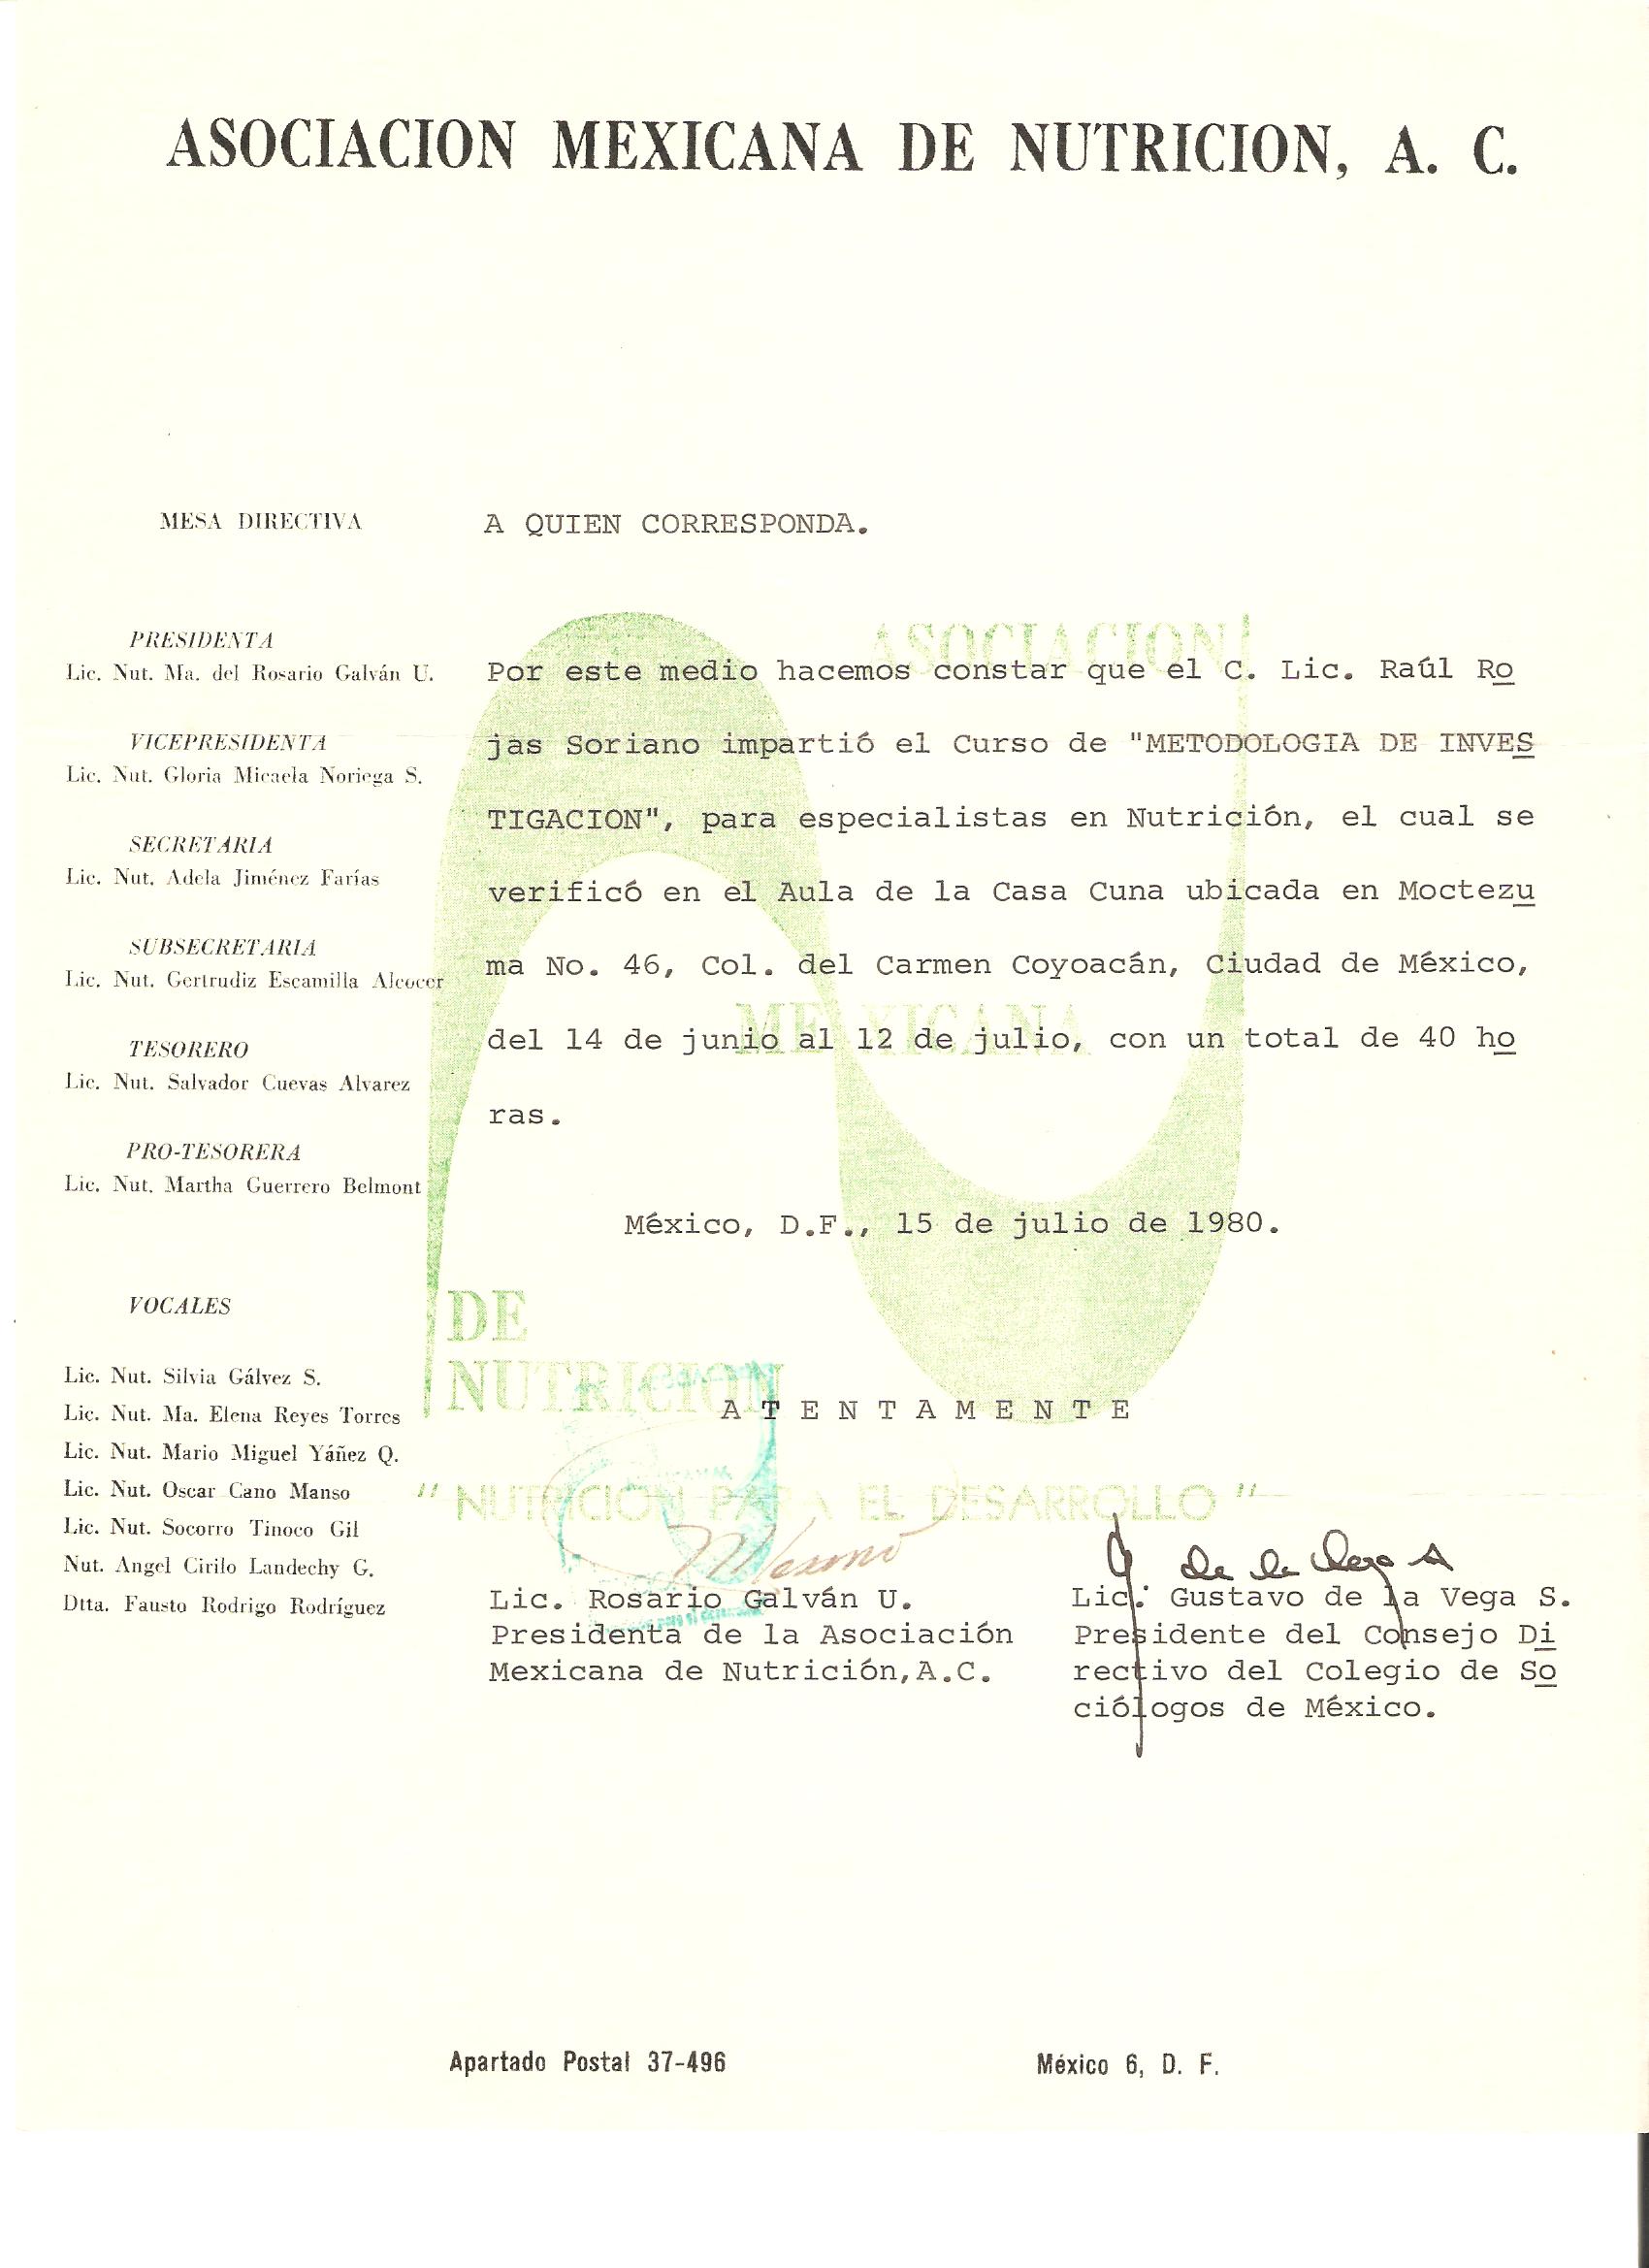 ASOCIACION MEXICANA DE NUTRICION, A. C.
MESA DIRECTIVA
PRESIDENTA
Lic. Nut. Ma. del Rosario Galván U.
VICEPRESIDENTA
Lic. Nut. Gloria Micaela Noriega S.
SECRETARIA
Lic. Nut. Adela Jiménez Farías
SUBSECRETARIA
Lic. Nut. Gertrudiz Escamilla Alcocer
TESORERO
Lic. Nut. Salvador Cuevas Alvarez
PRO-TESORERA
Lic. Nut. Martha Guerrero Belmont
VOCALES
Lic. Nut. Silvia Gálvez S.
Lic. Nut. Ma. Elena Reyes Torres
Lic. Nut. Mario Miguel Yáñez Q.
Lic. Nut. Oscar Cano Manso
Lic. Nut. Socorro Tinoco Gil
Nut. Angel Cirilo Landechy G.
Dtta. Fausto Rodrigo Rodríguez
A QUIEN CORRESPONDA.
Por este medio hacemos constar que el C. Lic. Raúl Ro
jas Soriano impartió el Curso de "METODOLOGIA DE INVES
TIGACION", para especialistas en Nutrición, el cual se
verificó en el Aula de la Casa Cuna ubicada en Moctezu
ma No. 46, Col. del Carmen Coyoacán, Ciudad de México,
del 14 de junio al 12 de julio, con un total de 40 ho
ras.
México, D.F., 15 de julio de 1980.
ASOCIACION
MEXICANA
DE
NUTRICION
A T E N T A M E N T E
"NUTRICION PARA EL DESARROLLO"
G de la Vega S
Lic. Rosario Galván U.
Presidenta de la Asociación
Mexicana de Nutrición,A.C.
Lic. Gustavo de la Vega S.
Presidente del Consejo Di
rectivo del Colegio de So
ciólogos de México.
Apartado Postal 37-496
México 6, D. F.